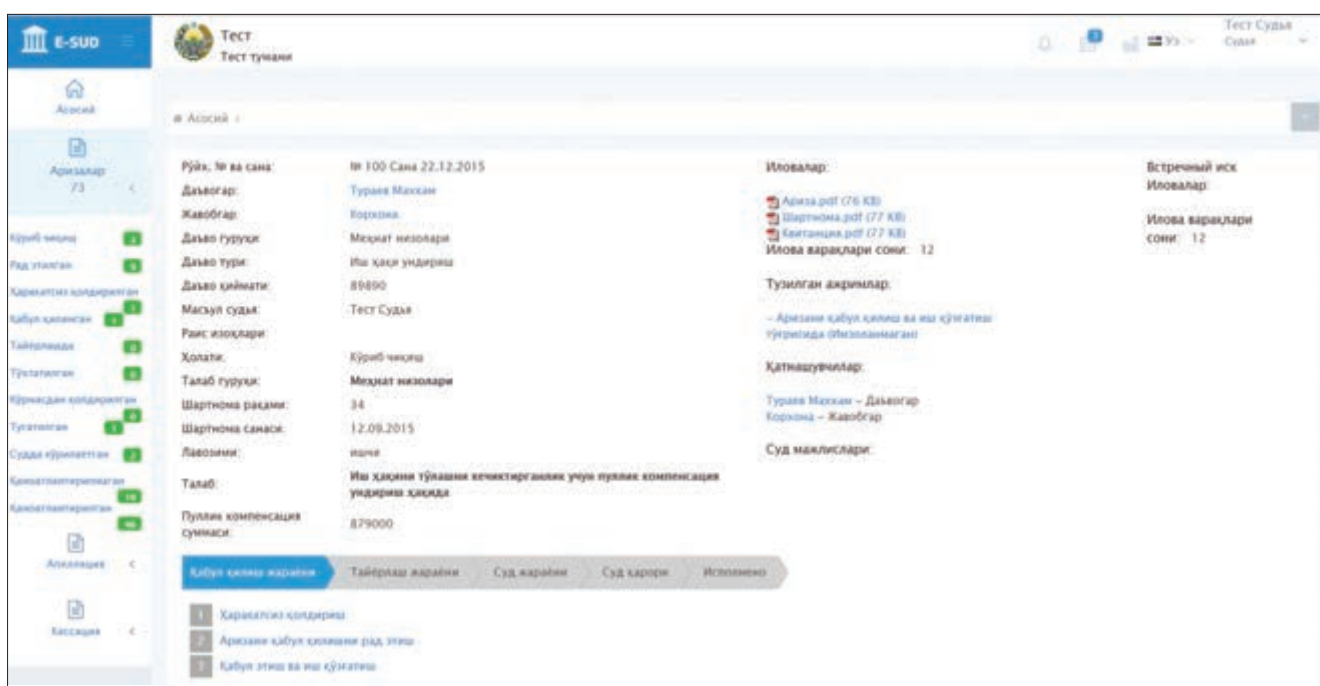 E-SUD
Тест
Тест тумани
Ўз
Тест Судья
Судья
Асосий
Аризалар
73
Кўриб чиқиш
Рад этилган
Ҳаракатсиз қолдирилган
Қабул қилинган
Тайёрланган
Тўхтатилган
Кўрмасдан қолдирилган
Тугатилган
Судда кўрилаётган
Қаноатлантирилмаган
Қаноатлантирилган
Апелляция
Кассация
Асосий /
Рўйх. № ва сана: № 100 Сана 22.12.2015
Даъвогар: Тураев Махкам
Жавобгар: Корхона.
Даъво гуруҳи: Меҳнат низолари
Даъво тури: Иш ҳақи ундириш
Даъво қиймати: 89890
Масъул судья: Тест Судья
Раис изоҳлари:
Ҳолати: Кўриб чиқиш
Талаб гуруҳи: Меҳнат низолари
Шартнома рақами: 34
Шартнома санаси: 12.09.2015
Лавозими: ишчи
Талаб: Иш ҳақини тўлашни кечиктирганлик учун пуллик компенсация
ундириш ҳақида
Пуллик компенсация
суммаси: 879000
Иловалар:
Ариза.pdf (76 KB)
Шартнома.pdf (77 KB)
Квитанция.pdf (77 KB)
Илова варақлари сони: 12
Тузилган ажримлар:
– Аризани қабул қилиш ва иш қўзғатиш
тўғрисида (Имзоланмаган)
Қатнашувчилар:
Тураев Махкам – Даъвогар
Корхона – Жавобгар
Суд мажлислари:
Встречный иск
Иловалар:
Илова варақлари
сони: 12
Қабул қилиш жараёни
Тайёрлаш жараёни
Суд жараёни
Суд қарори
Исполнено
1 Ҳаракатсиз қолдириш
2 Аризани қабул қилишни рад этиш
3 Қабул этиш ва иш қўзғатиш